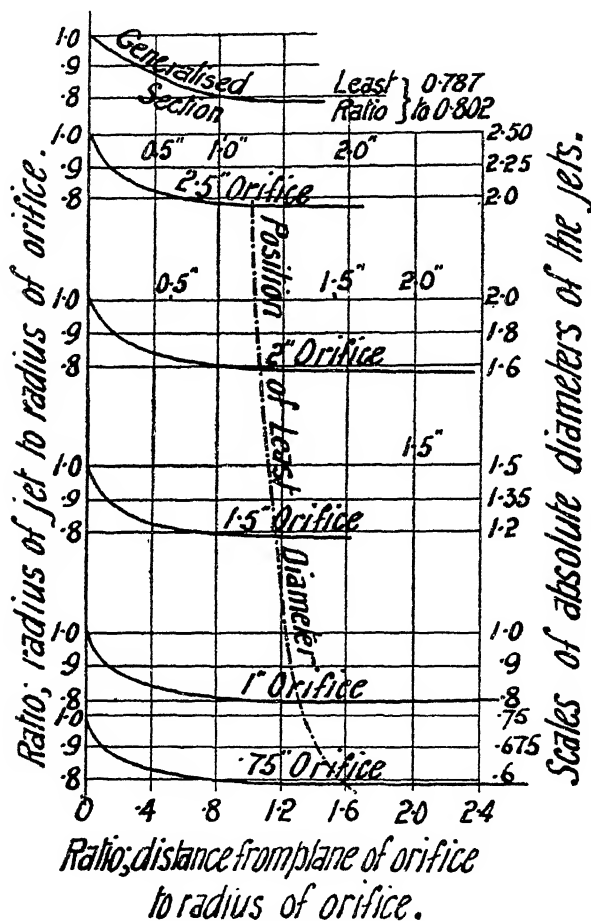 1·0
Generalised
Section
·9
·8
Least } 0·787
Ratio } to 0·802
1·0
0·5" 1·0" 2·0"
2·50
·9
2·25
·8
2·5" Orifice
2·0
0·5" 1·5" 2·0"
1·0
2·0
·9
1·8
·8
2" Orifice
1·6
1·5"
1·0
1·5
·9
1·35
·8
1·5" Orifice
1·2
1·0
1·0
·9
·9
·8
1" Orifice
·8
1·0
·75
·9
·675
·8
·75" Orifice
·6
Position of Least Diameter
0 ·4 ·8 1·2 1·6 2·0 2·4
Ratio; radius of jet to radius of orifice.
Scales of absolute diameters of the jets.
Ratio; distance from plane of orifice
to radius of orifice.